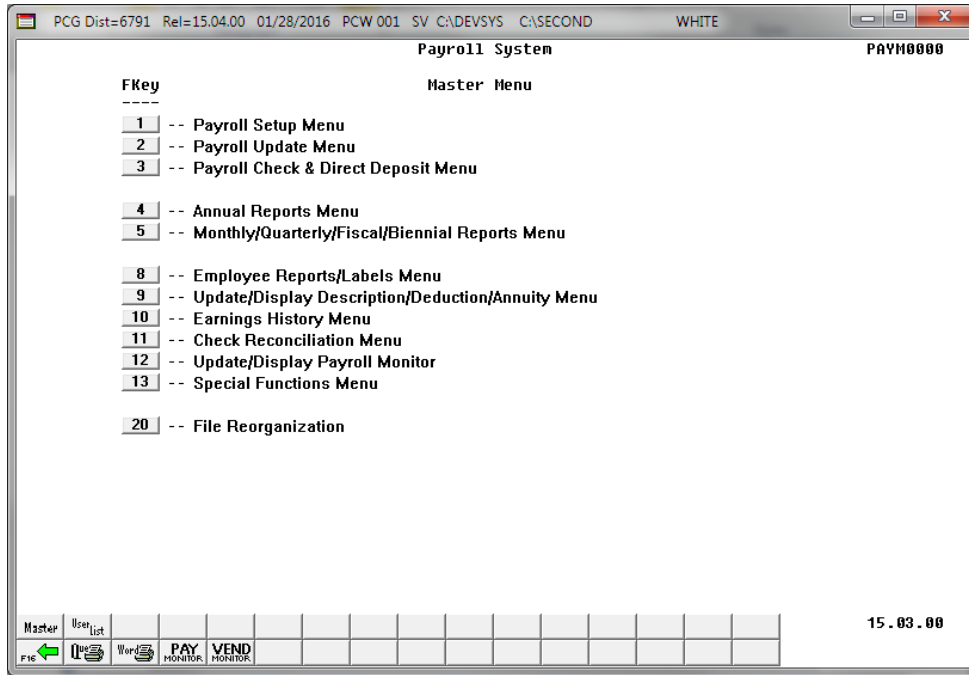 PCG Dist=6791 Rel=15.04.00 01/28/2016 PCW 001 SV C:\DEVSYS C:\SECOND WHITE
Payroll System PAYM0000
FKey Master Menu
----
1 -- Payroll Setup Menu
2 -- Payroll Update Menu
3 -- Payroll Check & Direct Deposit Menu
4 -- Annual Reports Menu
5 -- Monthly/Quarterly/Fiscal/Biennial Reports Menu
8 -- Employee Reports/Labels Menu
9 -- Update/Display Description/Deduction/Annuity Menu
10 -- Earnings History Menu
11 -- Check Reconciliation Menu
12 -- Update/Display Payroll Monitor
13 -- Special Functions Menu
20 -- File Reorganization
Master User List 15.03.00
F16 Que Word PAY MONITOR VEND MONITOR